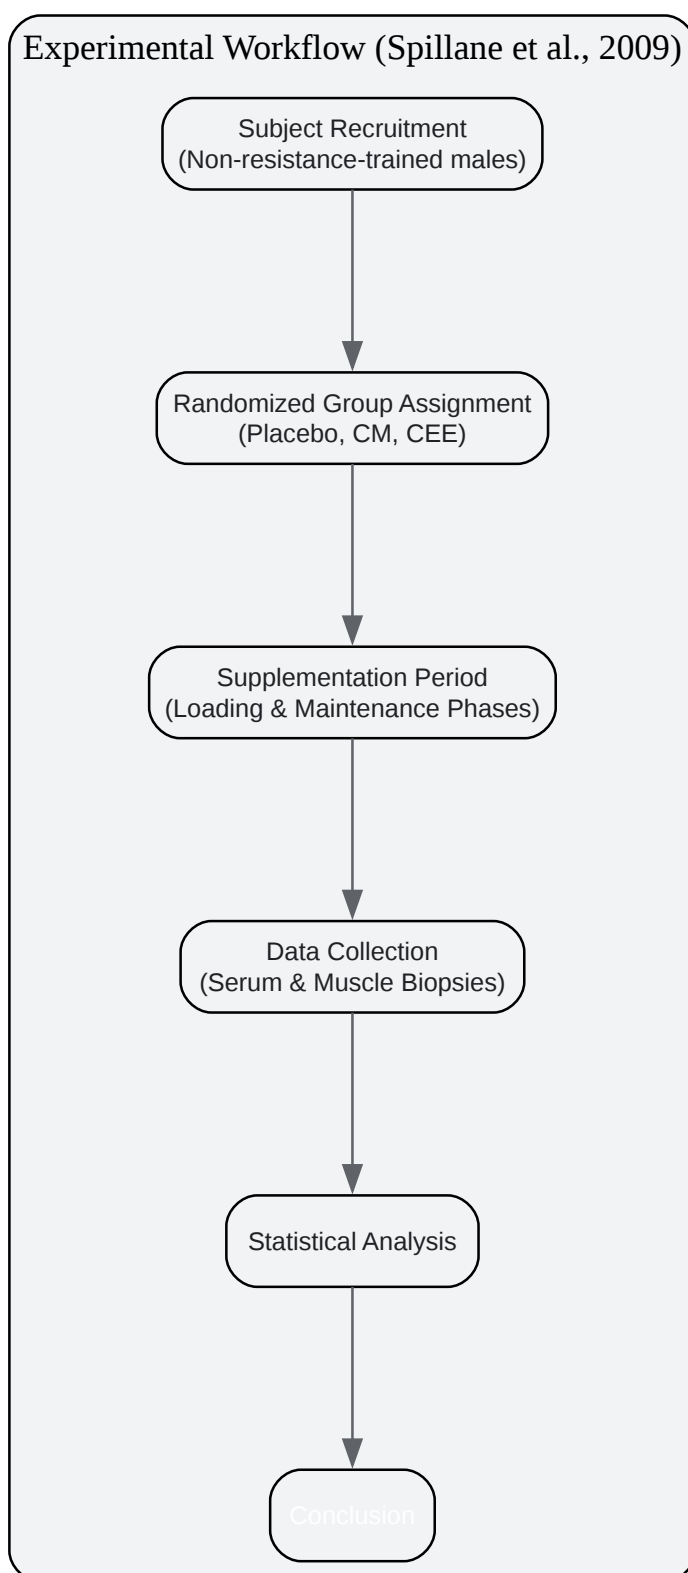 Experimental Workflow (Spillane et al., 2009)
Subject Recruitment
(Non-resistance-trained males)
Randomized Group Assignment
(Placebo, CM, CEE)
Supplementation Period
(Loading & Maintenance Phases)
Data Collection
(Serum & Muscle Biopsies)
Statistical Analysis
Conclusion